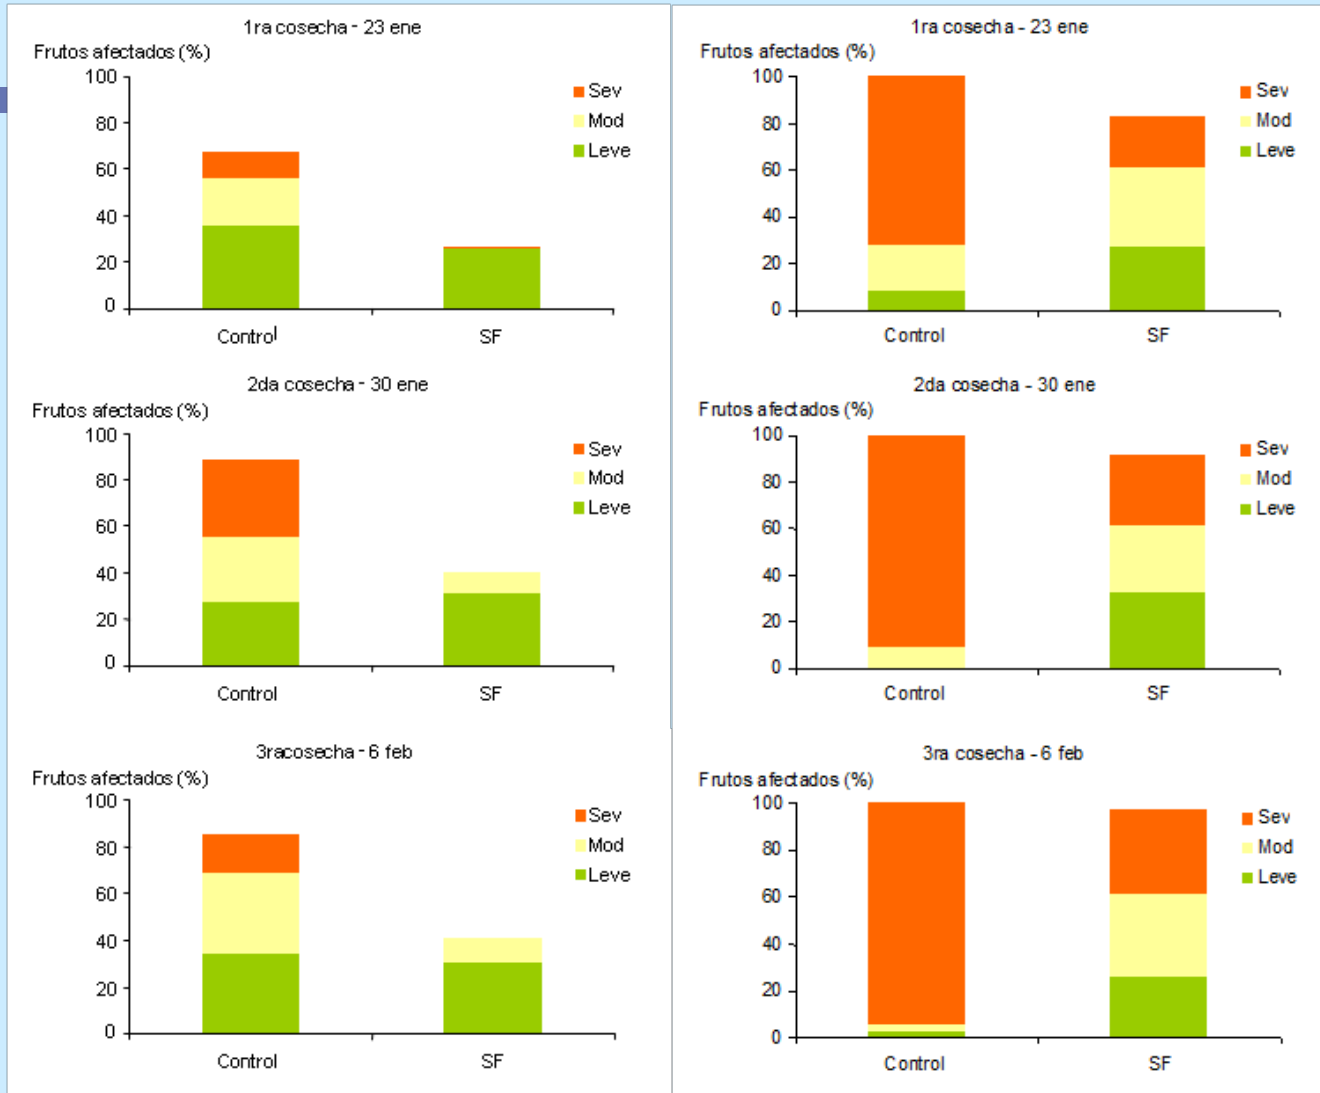 1ra cosecha - 23 ene
Frutos afectados (%)
100
80
60
40
20
0
Sev
Mod
Leve
Control
SF
2da cosecha - 30 ene
Frutos afectados (%)
100
80
60
40
20
0
Sev
Mod
Leve
Control
SF
3racosecha - 6 feb
Frutos afectados (%)
100
80
60
40
20
0
Sev
Mod
Leve
Control
SF
1ra cosecha - 23 ene
Frutos afectados (%)
100
80
60
40
20
0
Sev
Mod
Leve
Control
SF
2da cosecha - 30 ene
Frutos afectados (%)
100
80
60
40
20
0
Sev
Mod
Leve
Control
SF
3ra cosecha - 6 feb
Frutos afectados (%)
100
80
60
40
20
0
Sev
Mod
Leve
Control
SF